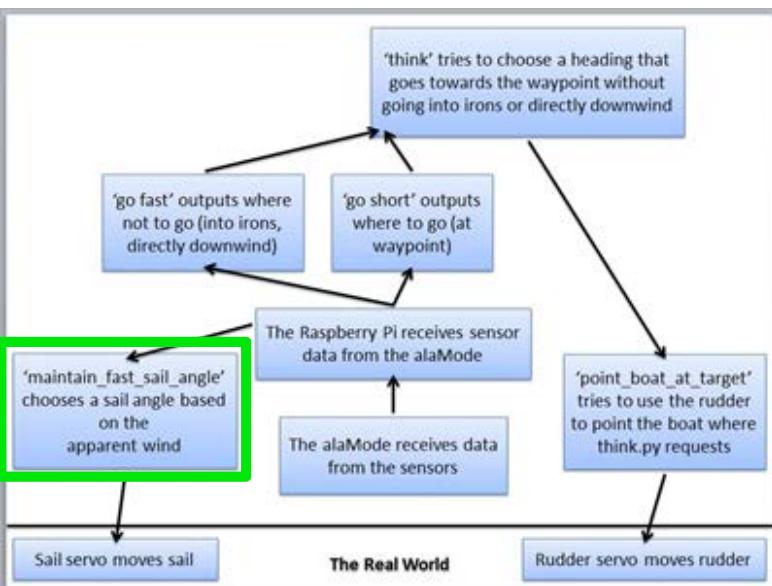 'think' tries to choose a heading that
goes towards the waypoint without
going into irons or directly downwind
'go fast' outputs where
not to go (into irons,
directly downwind)
'go short' outputs
where to go (at
waypoint)
The Raspberry Pi receives sensor
data from the alaMode
'maintain_fast_sail_angle'
chooses a sail angle based
on the
apparent wind
The alaMode receives data
from the sensors
'point_boat_at_target'
tries to use the rudder
to point the boat where
think.py requests
Sail servo moves sail
The Real World
Rudder servo moves rudder